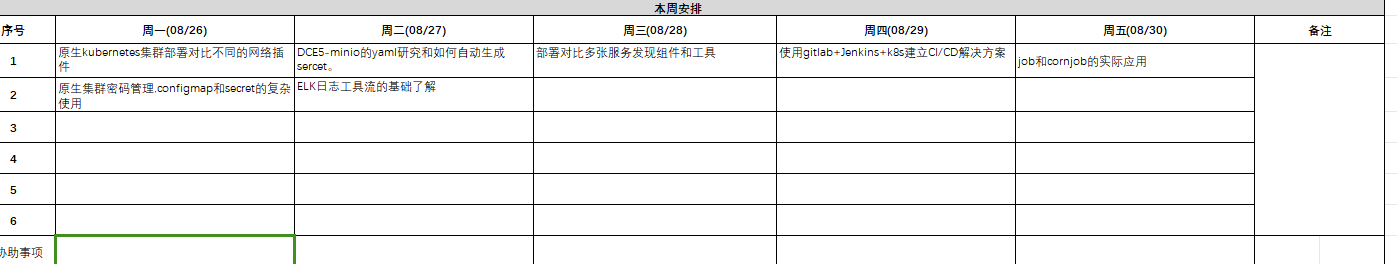 本周安排
序号 周一(08/26) 周二(08/27) 周三(08/28) 周四(08/29) 周五(08/30) 备注
1
原生kubernetes集群部署对比不同的网络插
件
DCE5-minio的yaml研究和如何自动生成
sercet。
部署对比多张服务发现组件和工具
使用gitlab+Jenkins+k8s建立CI/CD解决方案
job和cornjob的实际应用
2
原生集群密码管理,configmap和secret的复杂
使用
ELK日志工具流的基础了解
3
4
5
6
协助事项